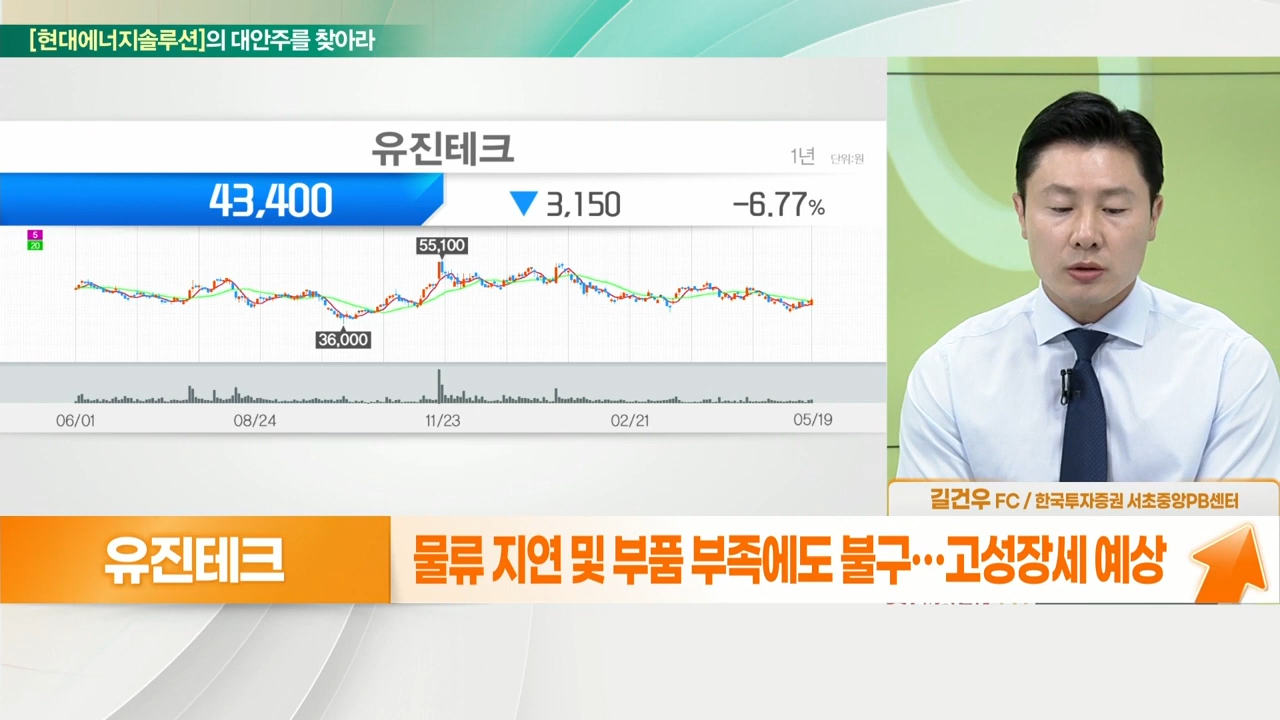 [현대에너지솔루션]의 대안주를 찾아라
유진테크
1년 단위:원
43,400 ▼ 3,150 -6.77%
5
20
55,100
36,000
06/01 08/24 11/23 02/21 05/19
길건우 FC / 한국투자증권 서초중앙PB센터
유진테크
물류 지연 및 부품 부족에도 불구…고성장세 예상